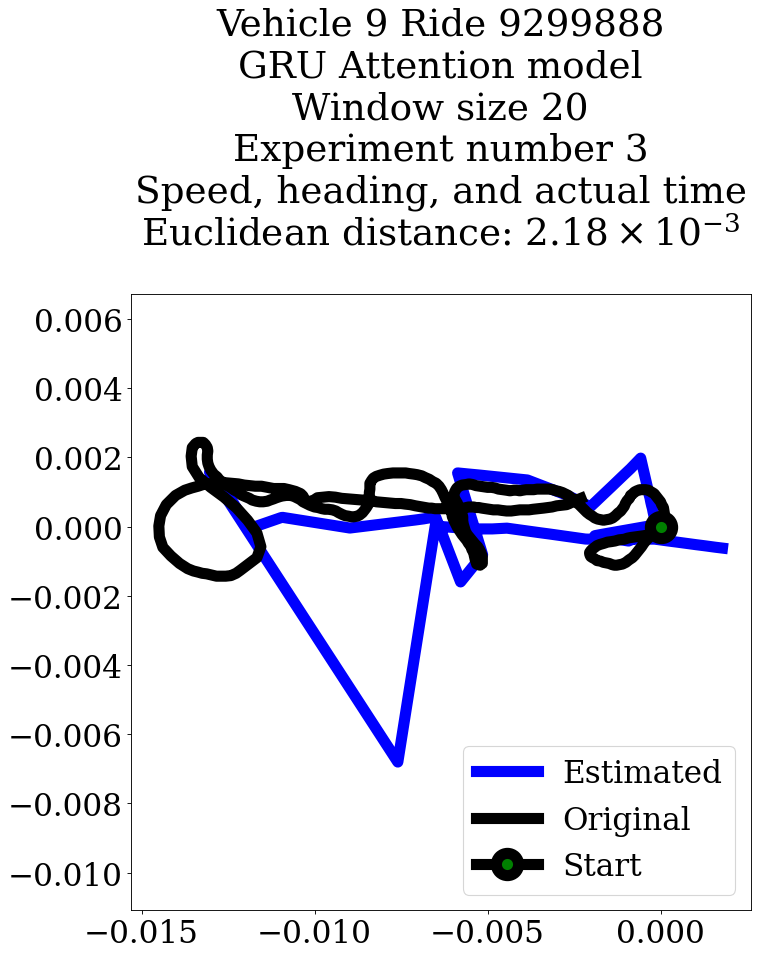 Vehicle 9 Ride 9299888
GRU Attention model
Window size 20
Experiment number 3
Speed, heading, and actual time
Euclidean distance: 2.18 × 10⁻³
0.006
0.004
0.002
0.000
−0.002
−0.004
−0.006
−0.008
−0.010
Estimated
Original
Start
−0.015 −0.010 −0.005 0.000